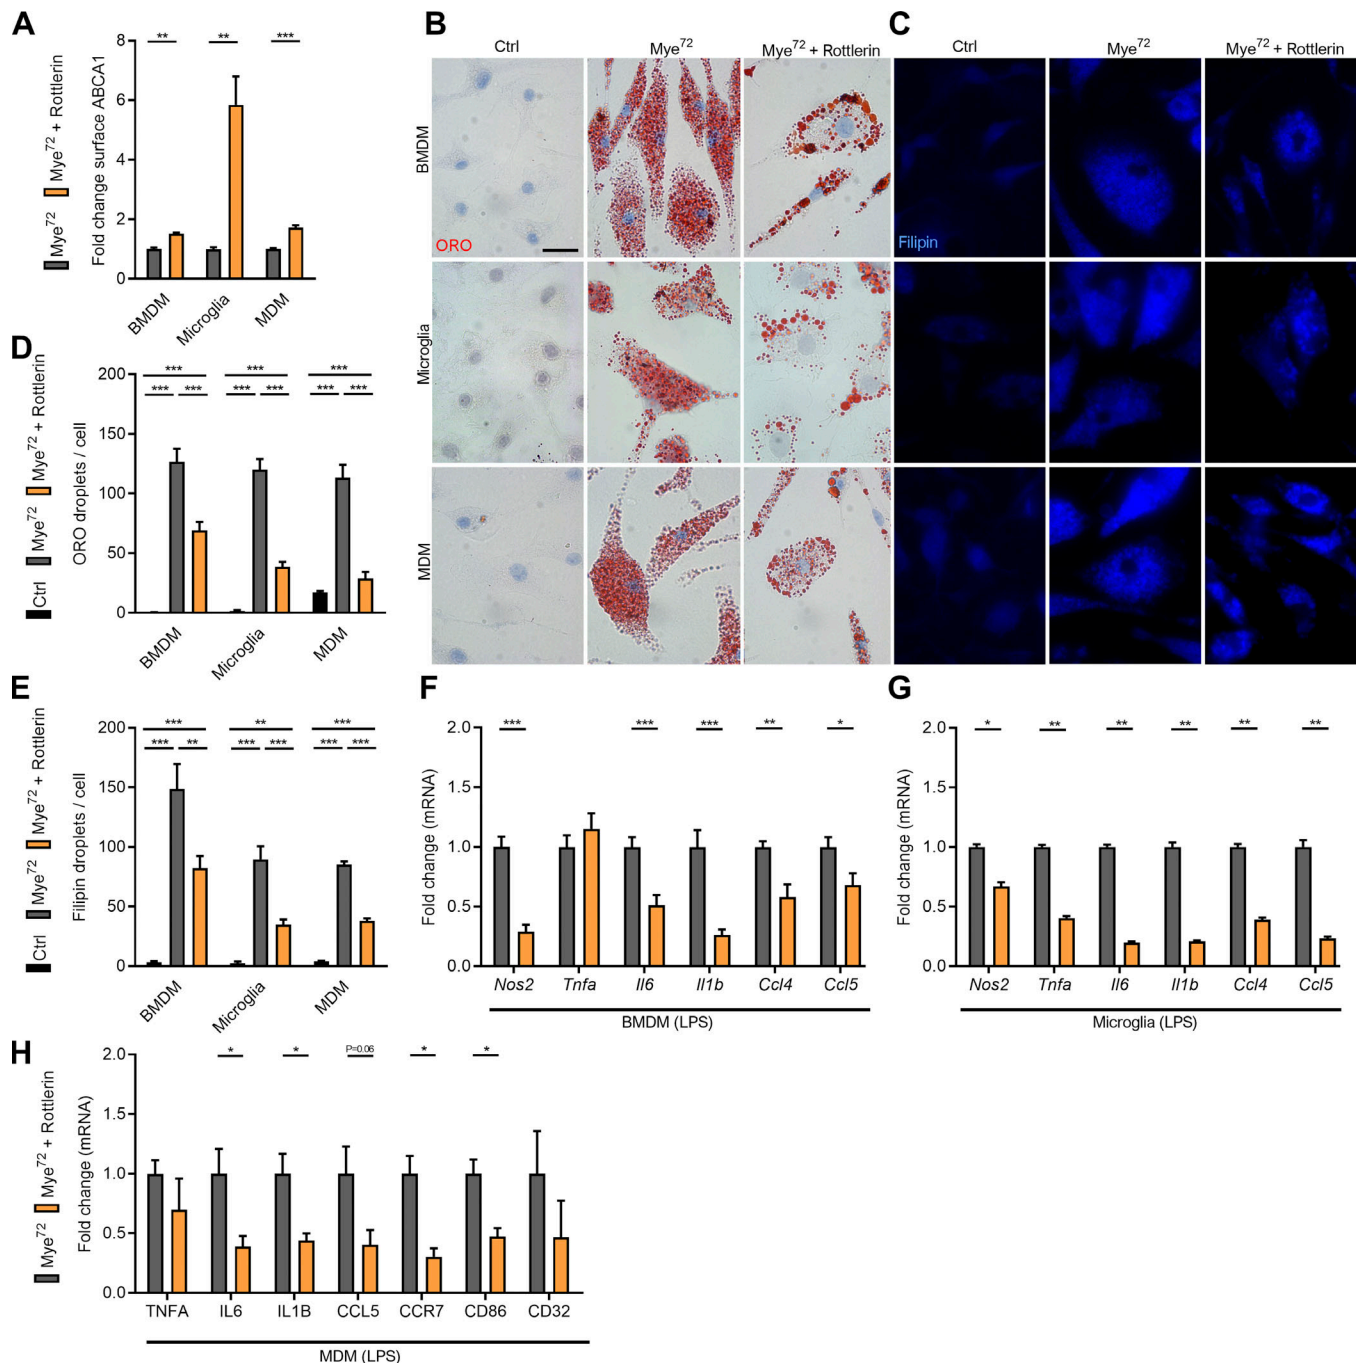 A
Mye72
Mye72 + Rottlerin
Fold change surface ABCA1
8
6
4
2
0
**
**
***
BMDM
Microglia
MDM
B
Ctrl
Mye72
Mye72 + Rottlerin
BMDM
ORO
Microglia
MDM
C
Ctrl
Mye72
Mye72 + Rottlerin
Filipin
D
Ctrl
Mye72
Mye72 + Rottlerin
ORO droplets / cell
200
150
100
50
0
***
***
***
***
***
***
***
***
***
BMDM
Microglia
MDM
E
Ctrl
Mye72
Mye72 + Rottlerin
Filipin droplets / cell
200
150
100
50
0
***
**
***
***
**
***
***
***
***
BMDM
Microglia
MDM
F
Fold change (mRNA)
2.0
1.5
1.0
0.5
0.0
***
***
***
**
*
Nos2 Tnfa Il6 Il1b Ccl4 Ccl5
BMDM (LPS)
G
Fold change (mRNA)
2.0
1.5
1.0
0.5
0.0
*
**
**
**
**
**
Nos2 Tnfa Il6 Il1b Ccl4 Ccl5
Microglia (LPS)
H
Mye72
Mye72 + Rottlerin
Fold change (mRNA)
2.0
1.5
1.0
0.5
0.0
*
*
P=0.06
*
*
TNFA IL6 IL1B CCL5 CCR7 CD86 CD32
MDM (LPS)